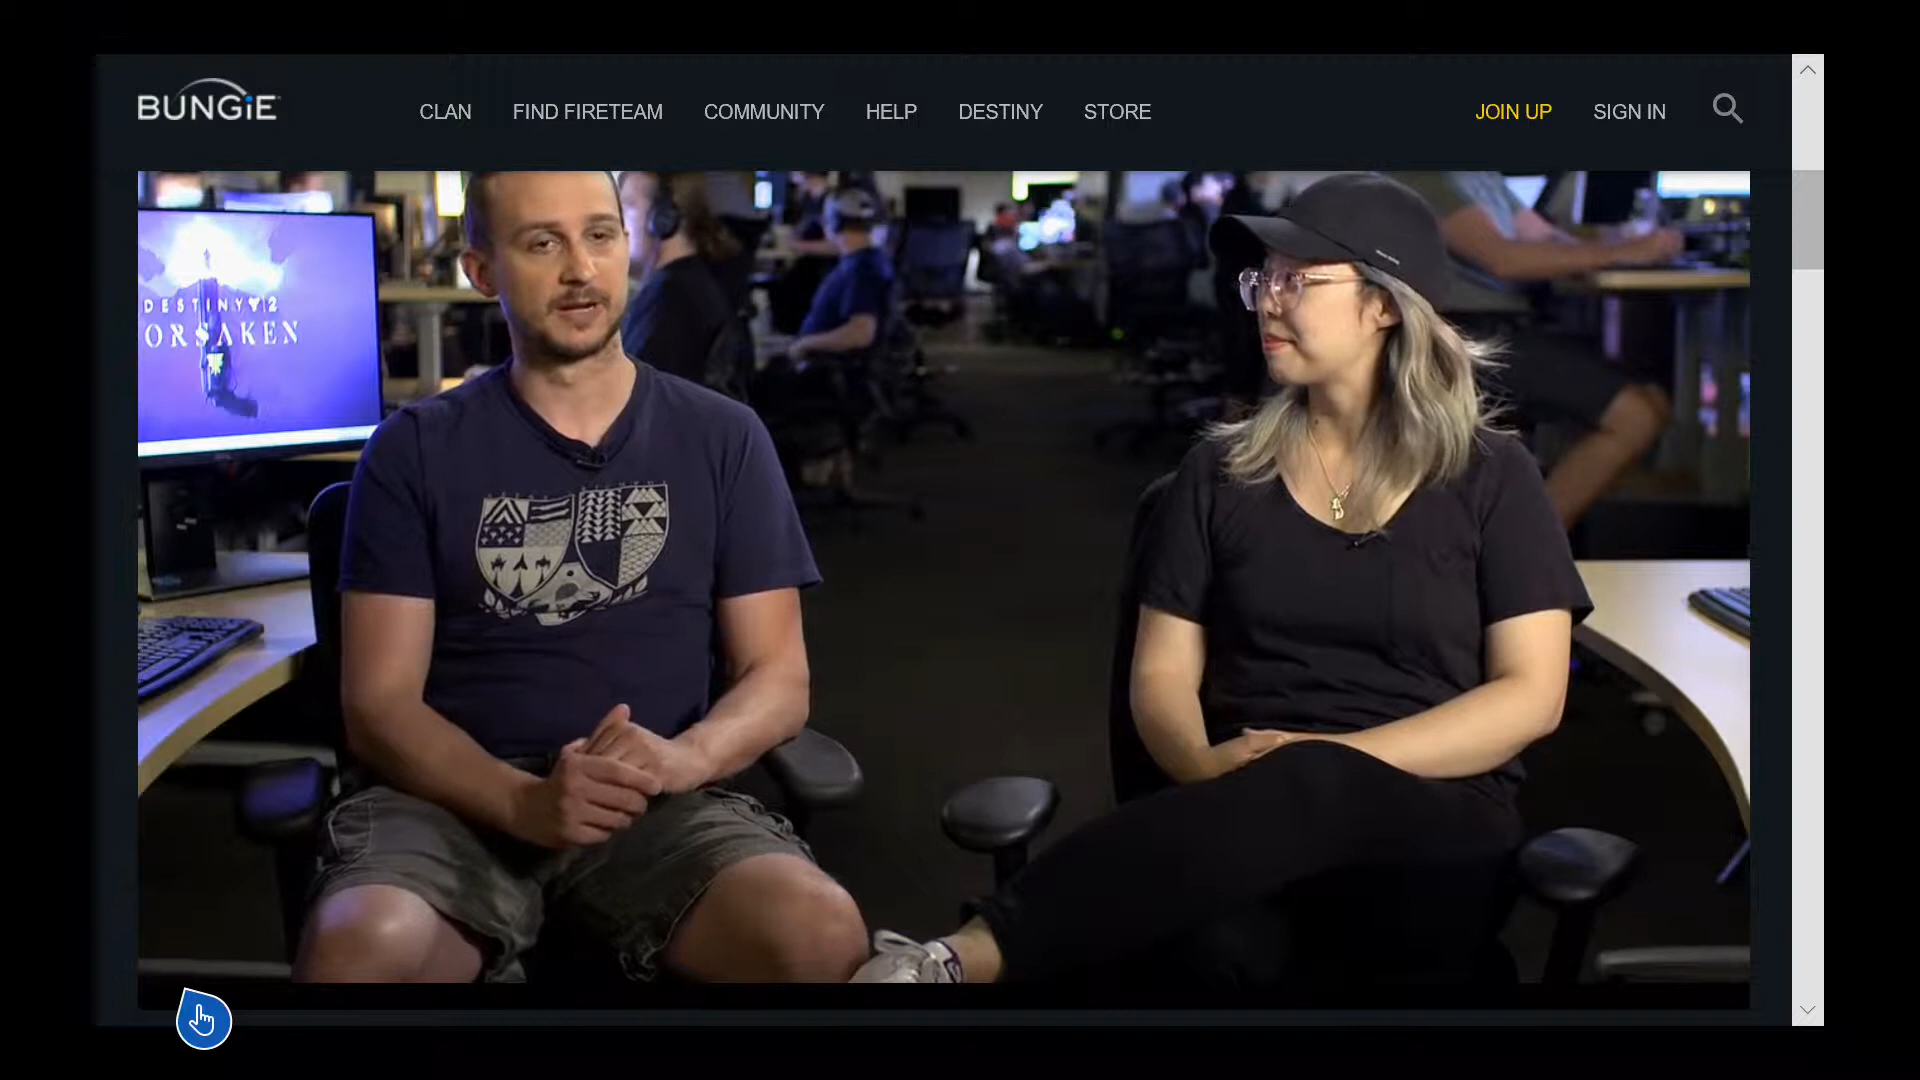 BUNGiE
CLAN FIND FIRETEAM COMMUNITY HELP DESTINY STORE JOIN UP SIGN IN
DESTINY 2
ORSAKEN